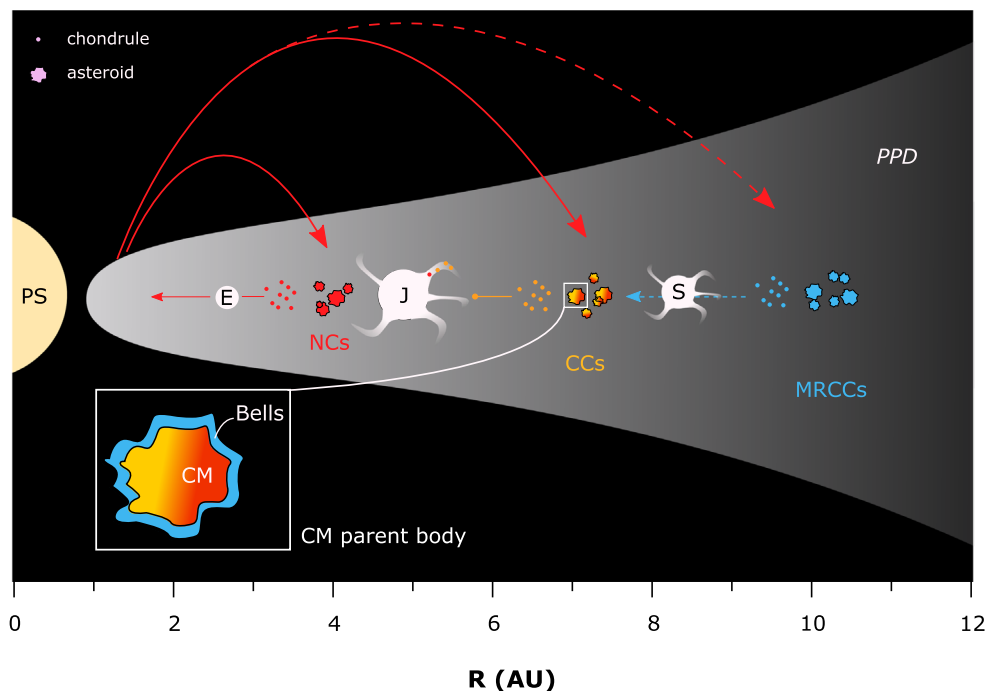 chondrule
asteroid
PPD
PS
E
J
S
NCs
CCs
MRCCs
Bells
CM
CM parent body
0 2 4 6 8 10 12
R (AU)